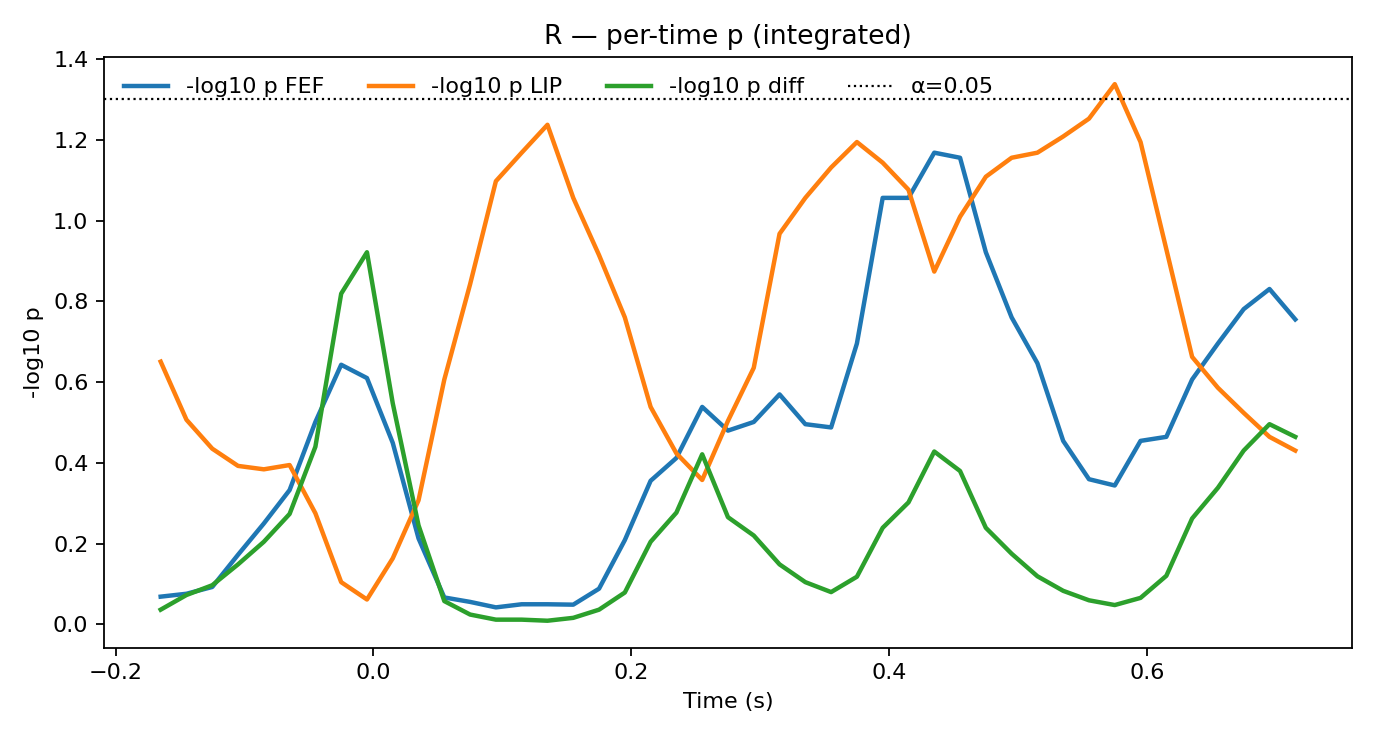 R — per-time p (integrated)
1.4
-log10 p FEF -log10 p LIP -log10 p diff α=0.05
1.2
1.0
0.8
0.6
0.4
0.2
0.0
-log10 p
−0.2 0.0 0.2 0.4 0.6
Time (s)